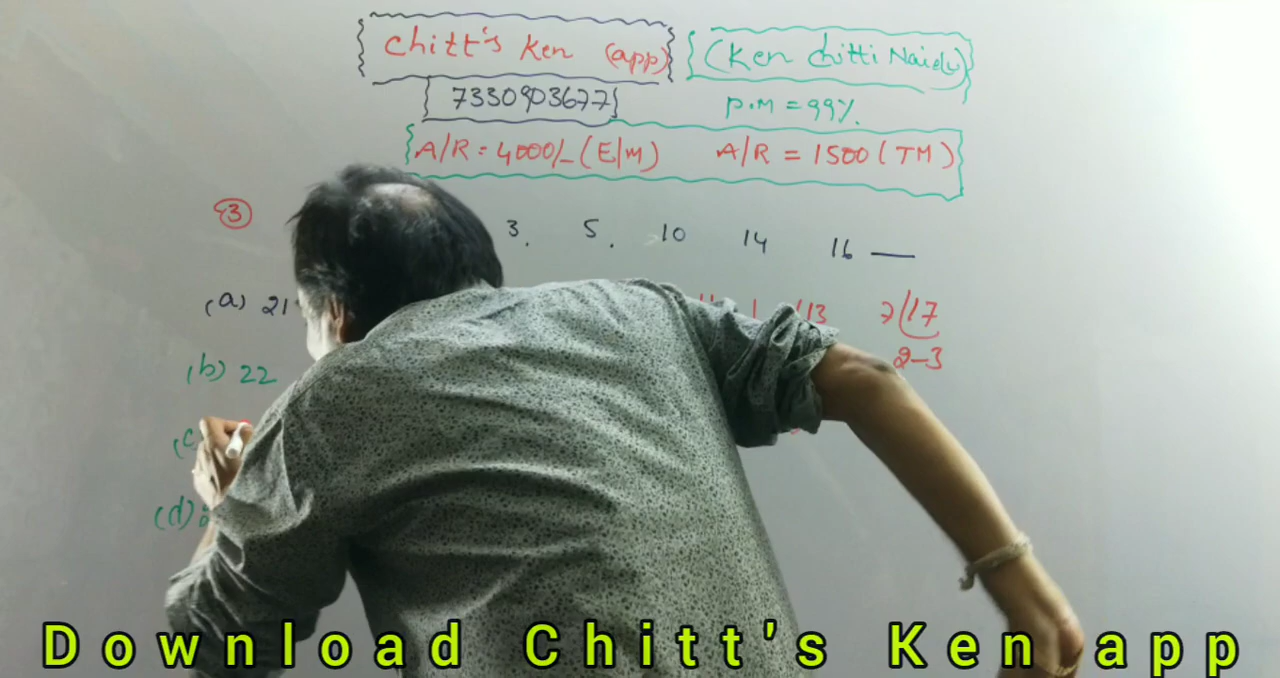 Chitt's Ken (app) (Ken Chitti Naidu)
7330903677 P.M = 99%
A/R = 4000/- (E/M) A/R = 1500 (TM)
3 3. 5. 10 14 16 —
(a) 21 13 2/17
2-3
(b) 22
(c
(d)
Download Chitt's Ken app